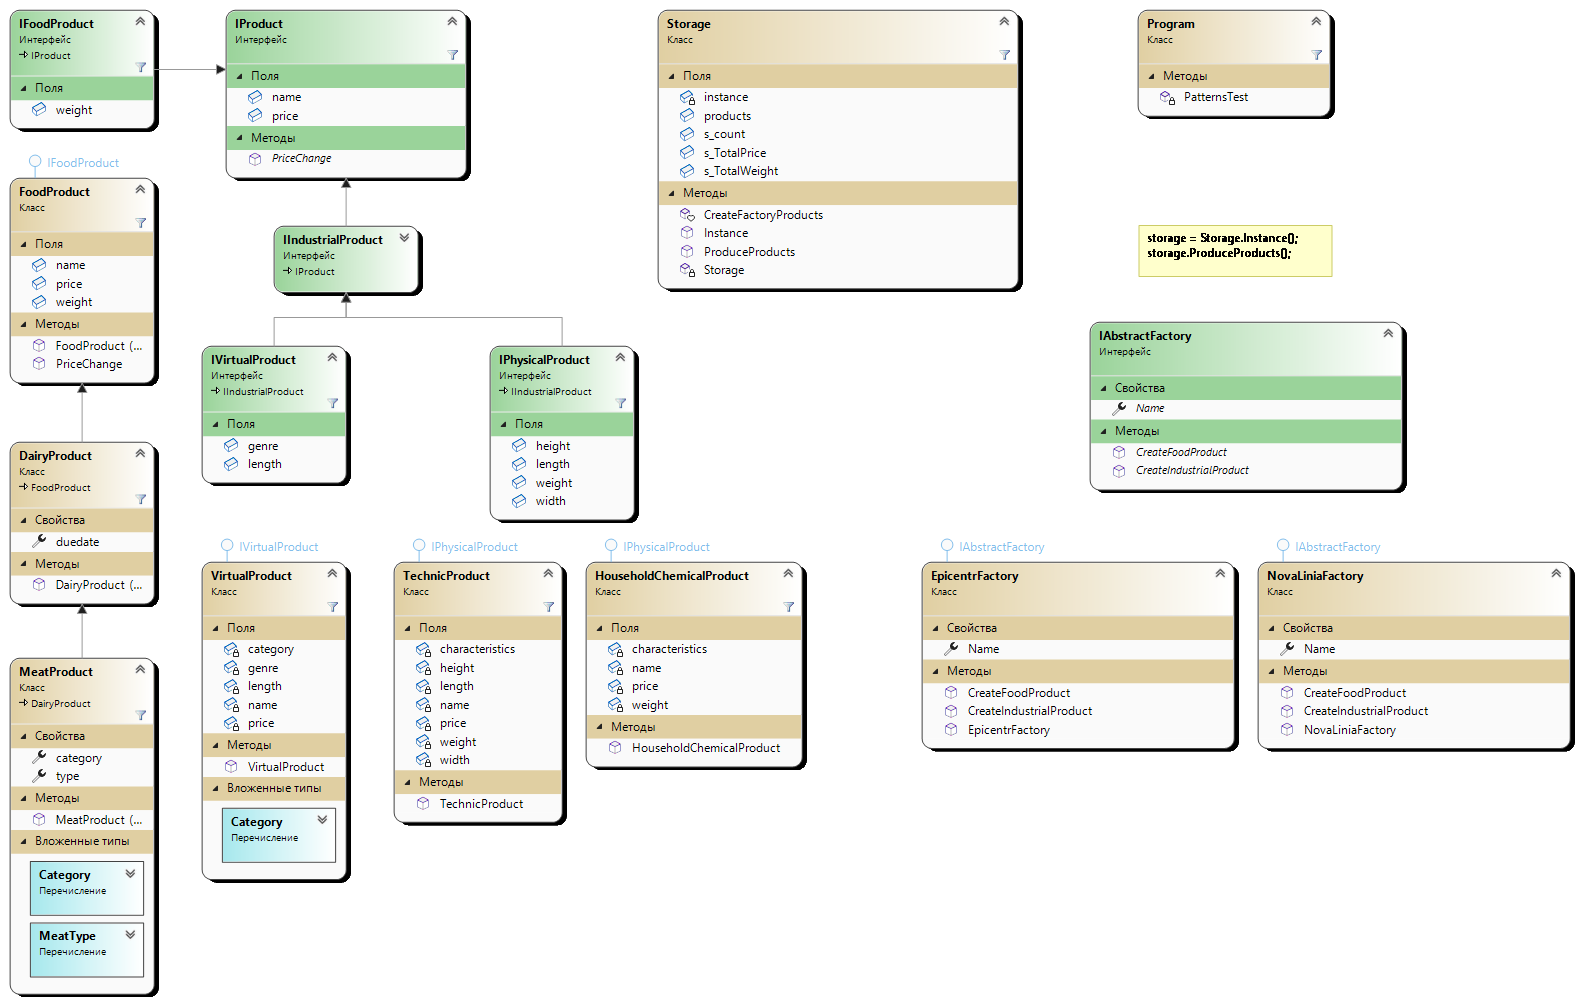 IFoodProduct
Интерфейс
IProduct
Поля
weight
IProduct
Интерфейс
Поля
name
price
Методы
PriceChange
Storage
Класс
Поля
instance
products
s_count
s_TotalPrice
s_TotalWeight
Методы
CreateFactoryProducts
Instance
ProduceProducts
Storage
Program
Класс
Методы
PatternsTest
storage = Storage.Instance();
storage.ProduceProducts();
IFoodProduct
FoodProduct
Класс
Поля
name
price
weight
Методы
FoodProduct (...
PriceChange
IIndustrialProduct
Интерфейс
IProduct
IVirtualProduct
Интерфейс
IIndustrialProduct
Поля
genre
length
IPhysicalProduct
Интерфейс
IIndustrialProduct
Поля
height
length
weight
width
IAbstractFactory
Интерфейс
Свойства
Name
Методы
CreateFoodProduct
CreateIndustrialProduct
DairyProduct
Класс
FoodProduct
Свойства
duedate
Методы
DairyProduct (...
MeatProduct
Класс
DairyProduct
Свойства
category
type
Методы
MeatProduct (...
Вложенные типы
Category
Перечисление
MeatType
Перечисление
IVirtualProduct
VirtualProduct
Класс
Поля
category
genre
length
name
price
Методы
VirtualProduct
Вложенные типы
Category
Перечисление
IPhysicalProduct
TechnicProduct
Класс
Поля
characteristics
height
length
name
price
weight
width
Методы
TechnicProduct
IPhysicalProduct
HouseholdChemicalProduct
Класс
Поля
characteristics
name
price
weight
Методы
HouseholdChemicalProduct
IAbstractFactory
EpicentrFactory
Класс
Свойства
Name
Методы
CreateFoodProduct
CreateIndustrialProduct
EpicentrFactory
IAbstractFactory
NovaLiniaFactory
Класс
Свойства
Name
Методы
CreateFoodProduct
CreateIndustrialProduct
NovaLiniaFactory